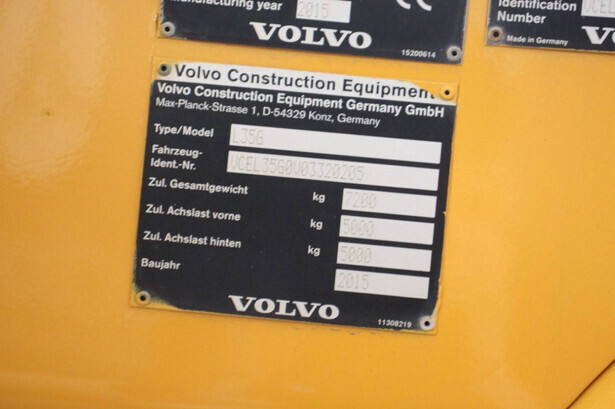 Manufacturing year 2015
VOLVO
15200614
Identification
Number
Made in Germany
Volvo Construction Equipment
Volvo Construction Equipment Germany GmbH
Max-Planck-Strasse 1, D-54329 Konz, Germany
Type/Model L35G
Fahrzeug-
Ident.-Nr. VCEL35G0V03320205
Zul. Gesamtgewicht kg 7200
Zul. Achslast vorne kg 5000
Zul. Achslast hinten kg 5000
Baujahr 2015
VOLVO
11308219